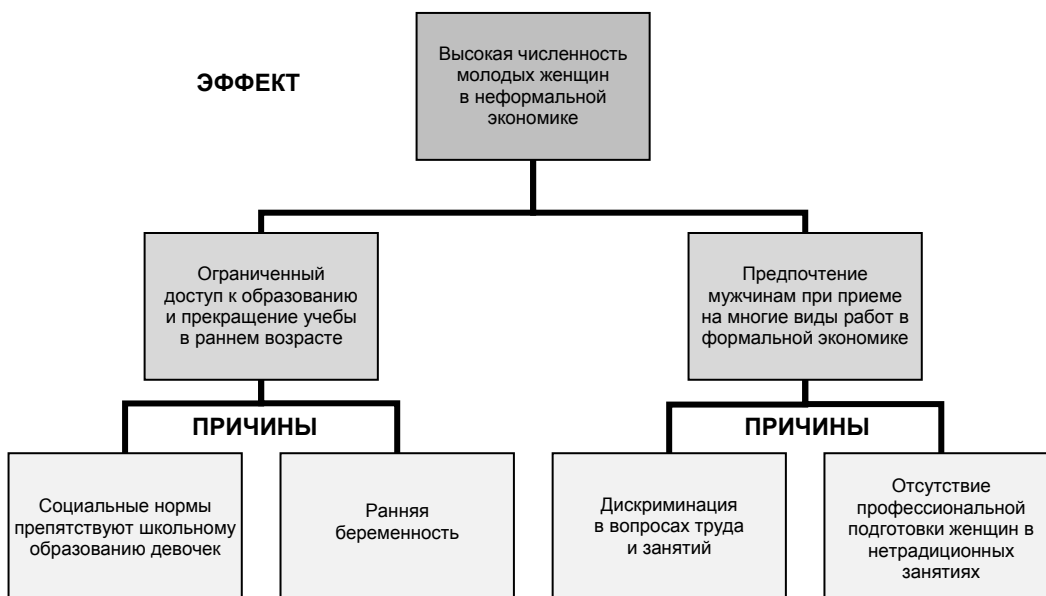 ЭФФЕКТ
Высокая численность
молодых женщин
в неформальной
экономике
Ограниченный
доступ к образованию
и прекращение учебы
в раннем возрасте
Предпочтение
мужчинам при приеме
на многие виды работ в
формальной экономике
ПРИЧИНЫ
ПРИЧИНЫ
Социальные нормы
препятствуют школьному
образованию девочек
Ранняя
беременность
Дискриминация
в вопросах труда
и занятий
Отсутствие
профессиональной
подготовки женщин в
нетрадиционных
занятиях